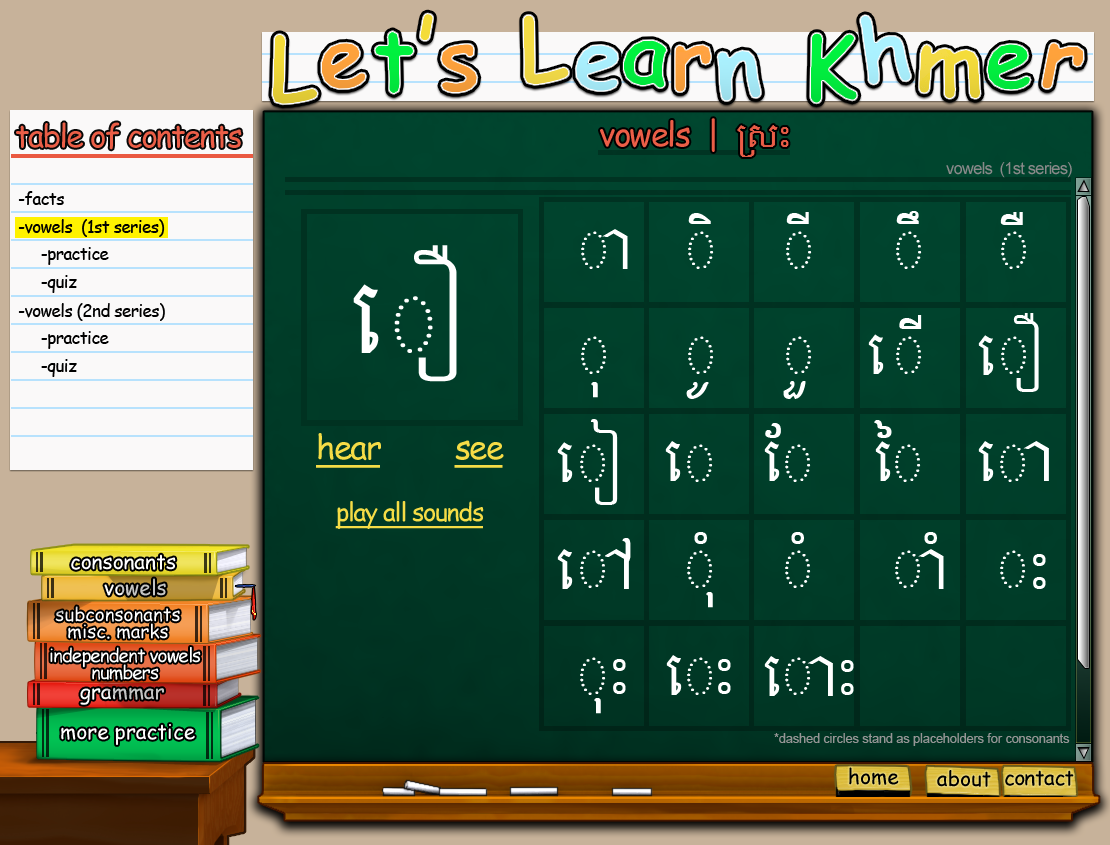 Let's Learn Khmer
table of contents
-facts
-vowels (1st series)
-practice
-quiz
-vowels (2nd series)
-practice
-quiz
consonants
vowels
subconsonants
misc. marks
independent vowels
numbers
grammar
more practice
vowels | ស្រះ
vowels (1st series)
ឿ
hear see
play all sounds
ា ិ ី ឹ ឺ
ុ ូ ួ ើ ឿ
ៀ េ ែ ៃ ោ
ៅ ុំ ំ ាំ ះ
ុះ េះ ោះ
*dashed circles stand as placeholders for consonants
home about contact